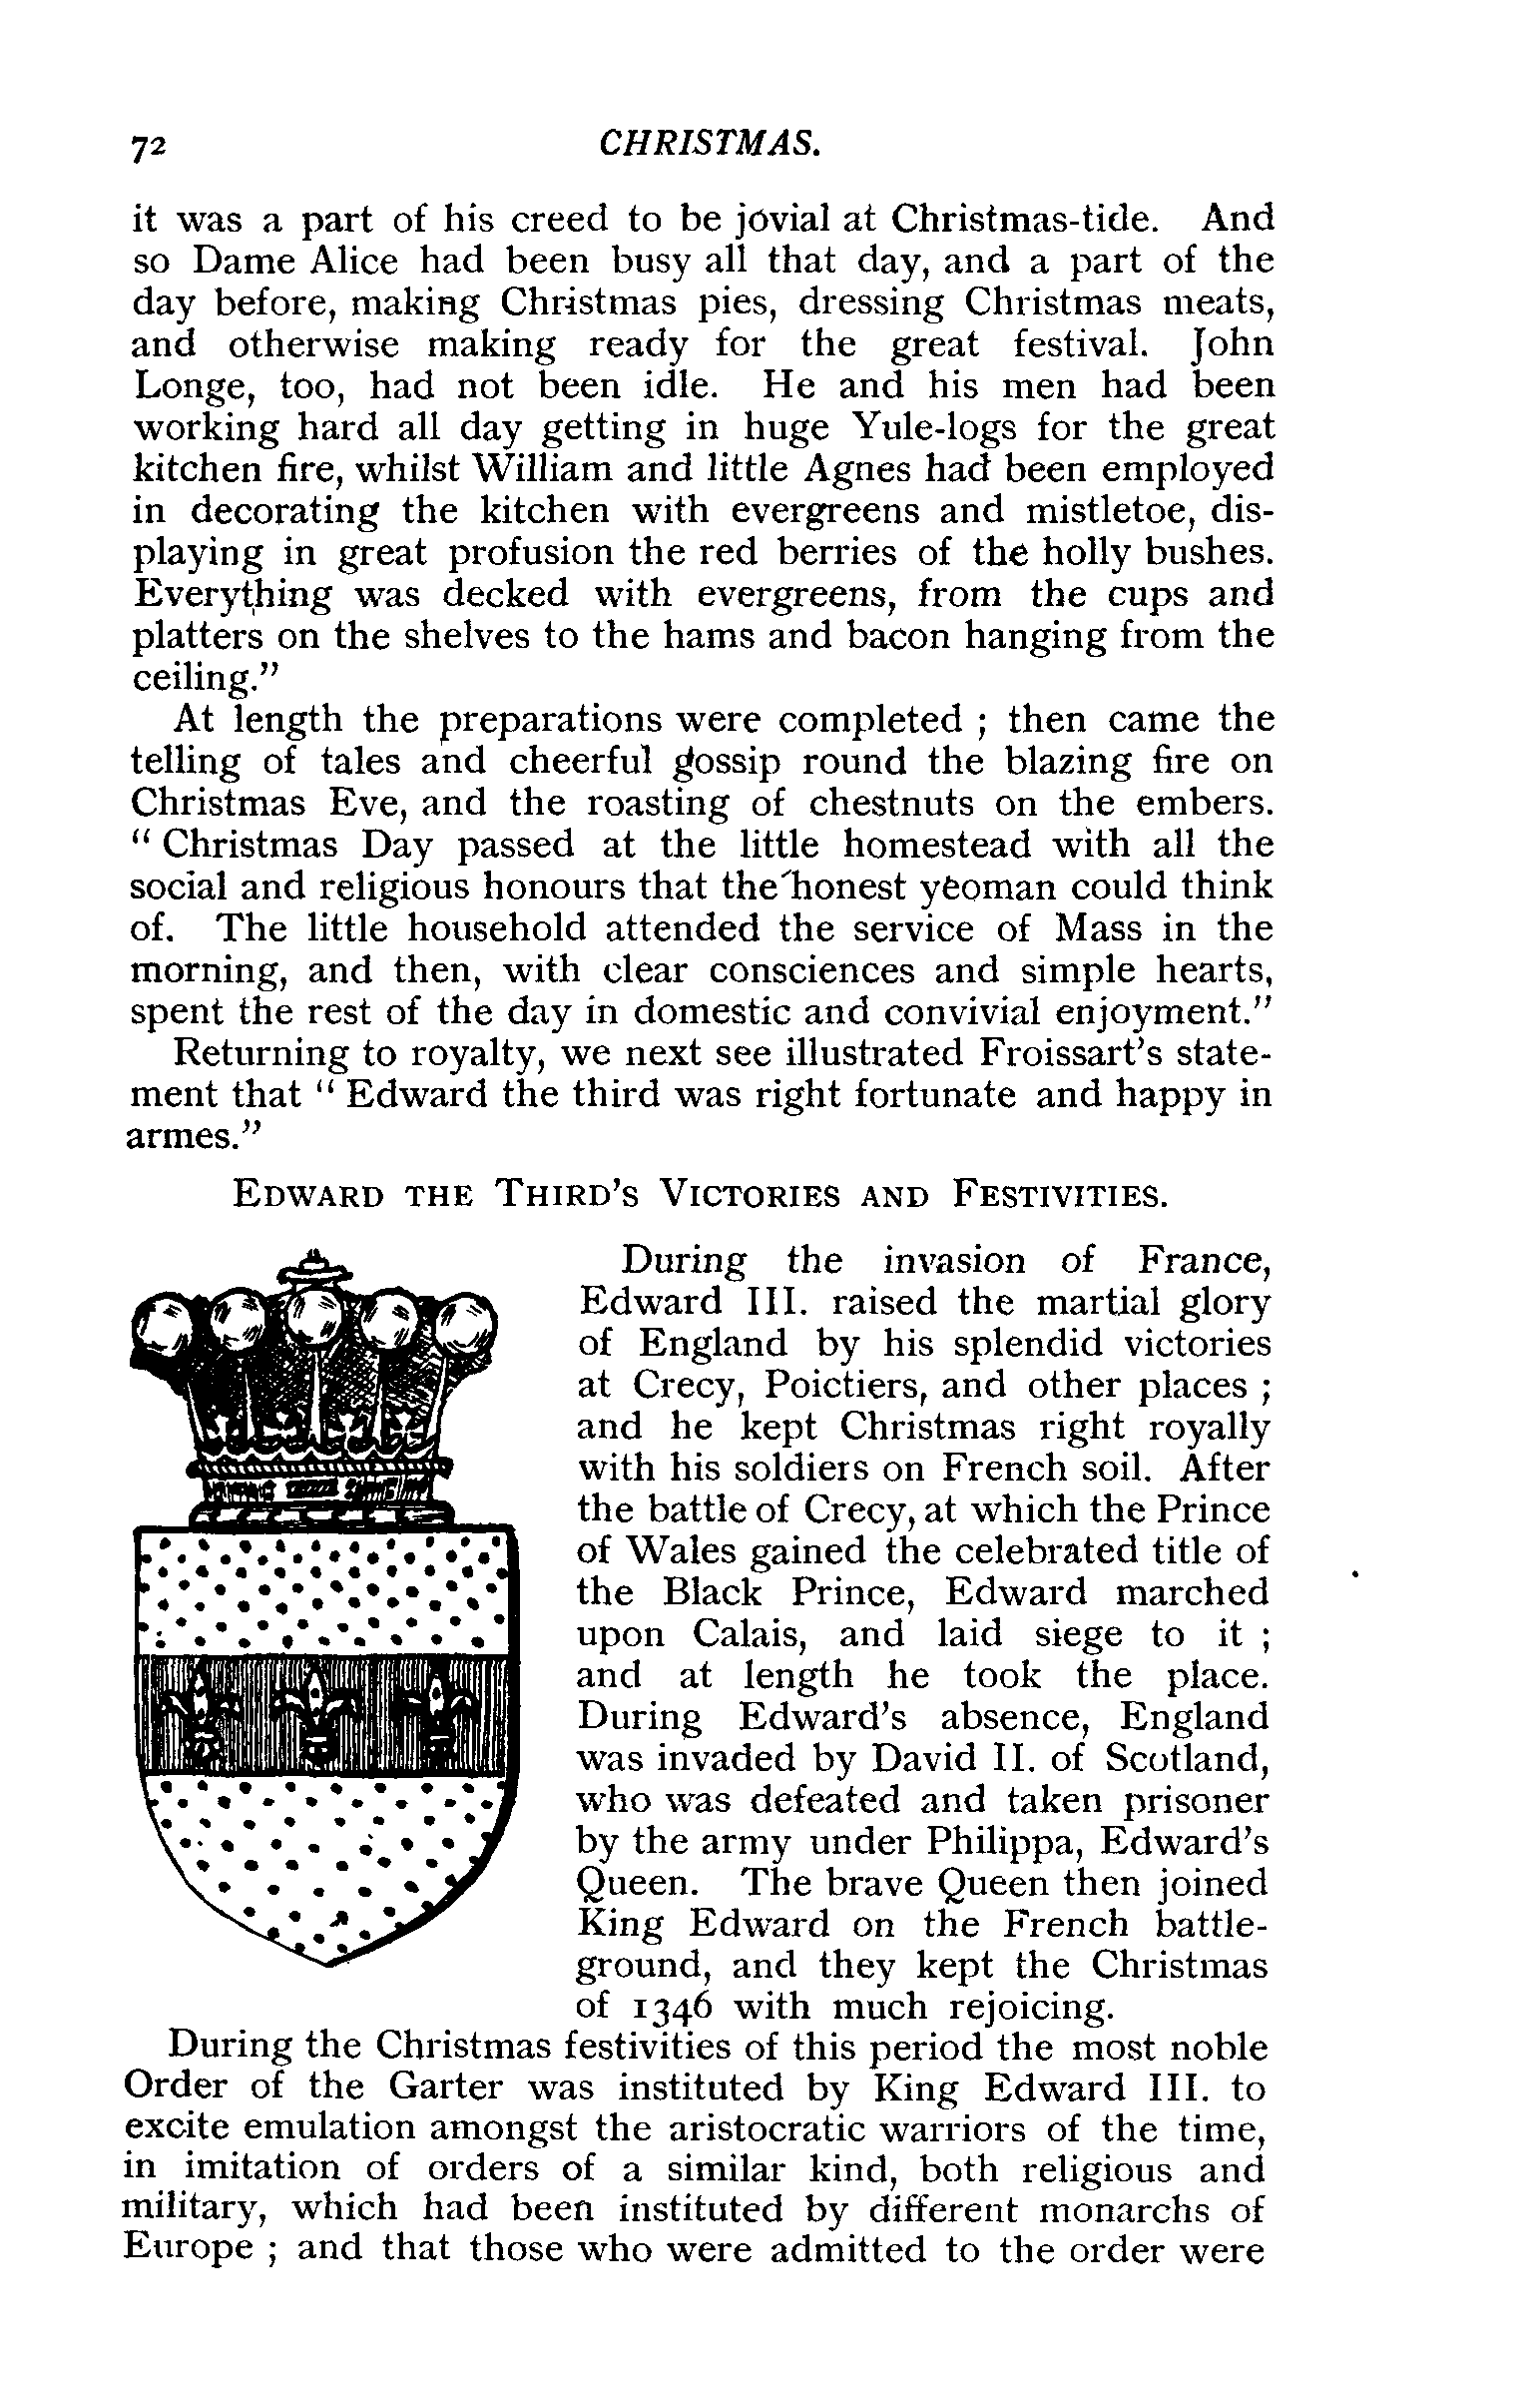 72 CHRISTMAS.
it was a part of his creed to be jovial at Christmas-tide. And
so Dame Alice had been busy all that day, and a part of the
day before, making Christmas pies, dressing Christmas meats,
and otherwise making ready for the great festival. John
Longe, too, had not been idle. He and his men had been
working hard all day getting in huge Yule-logs for the great
kitchen fire, whilst William and little Agnes had been employed
in decorating the kitchen with evergreens and mistletoe, dis-
playing in great profusion the red berries of the holly bushes.
Everything was decked with evergreens, from the cups and
platters on the shelves to the hams and bacon hanging from the
ceiling.”
At length the preparations were completed ; then came the
telling of tales and cheerful gossip round the blazing fire on
Christmas Eve, and the roasting of chestnuts on the embers.
“ Christmas Day passed at the little homestead with all the
social and religious honours that the honest yeoman could think
of. The little household attended the service of Mass in the
morning, and then, with clear consciences and simple hearts,
spent the rest of the day in domestic and convivial enjoyment.”
Returning to royalty, we next see illustrated Froissart’s state-
ment that “ Edward the third was right fortunate and happy in
armes.”
EDWARD THE THIRD’S VICTORIES AND FESTIVITIES.
During the invasion of France,
Edward III. raised the martial glory
of England by his splendid victories
at Crecy, Poictiers, and other places ;
and he kept Christmas right royally
with his soldiers on French soil. After
the battle of Crecy, at which the Prince
of Wales gained the celebrated title of
the Black Prince, Edward marched
upon Calais, and laid siege to it ;
and at length he took the place.
During Edward’s absence, England
was invaded by David II. of Scotland,
who was defeated and taken prisoner
by the army under Philippa, Edward’s
Queen. The brave Queen then joined
King Edward on the French battle-
ground, and they kept the Christmas
of 1346 with much rejoicing.
During the Christmas festivities of this period the most noble
Order of the Garter was instituted by King Edward III. to
excite emulation amongst the aristocratic warriors of the time,
in imitation of orders of a similar kind, both religious and
military, which had been instituted by different monarchs of
Europe ; and that those who were admitted to the order were